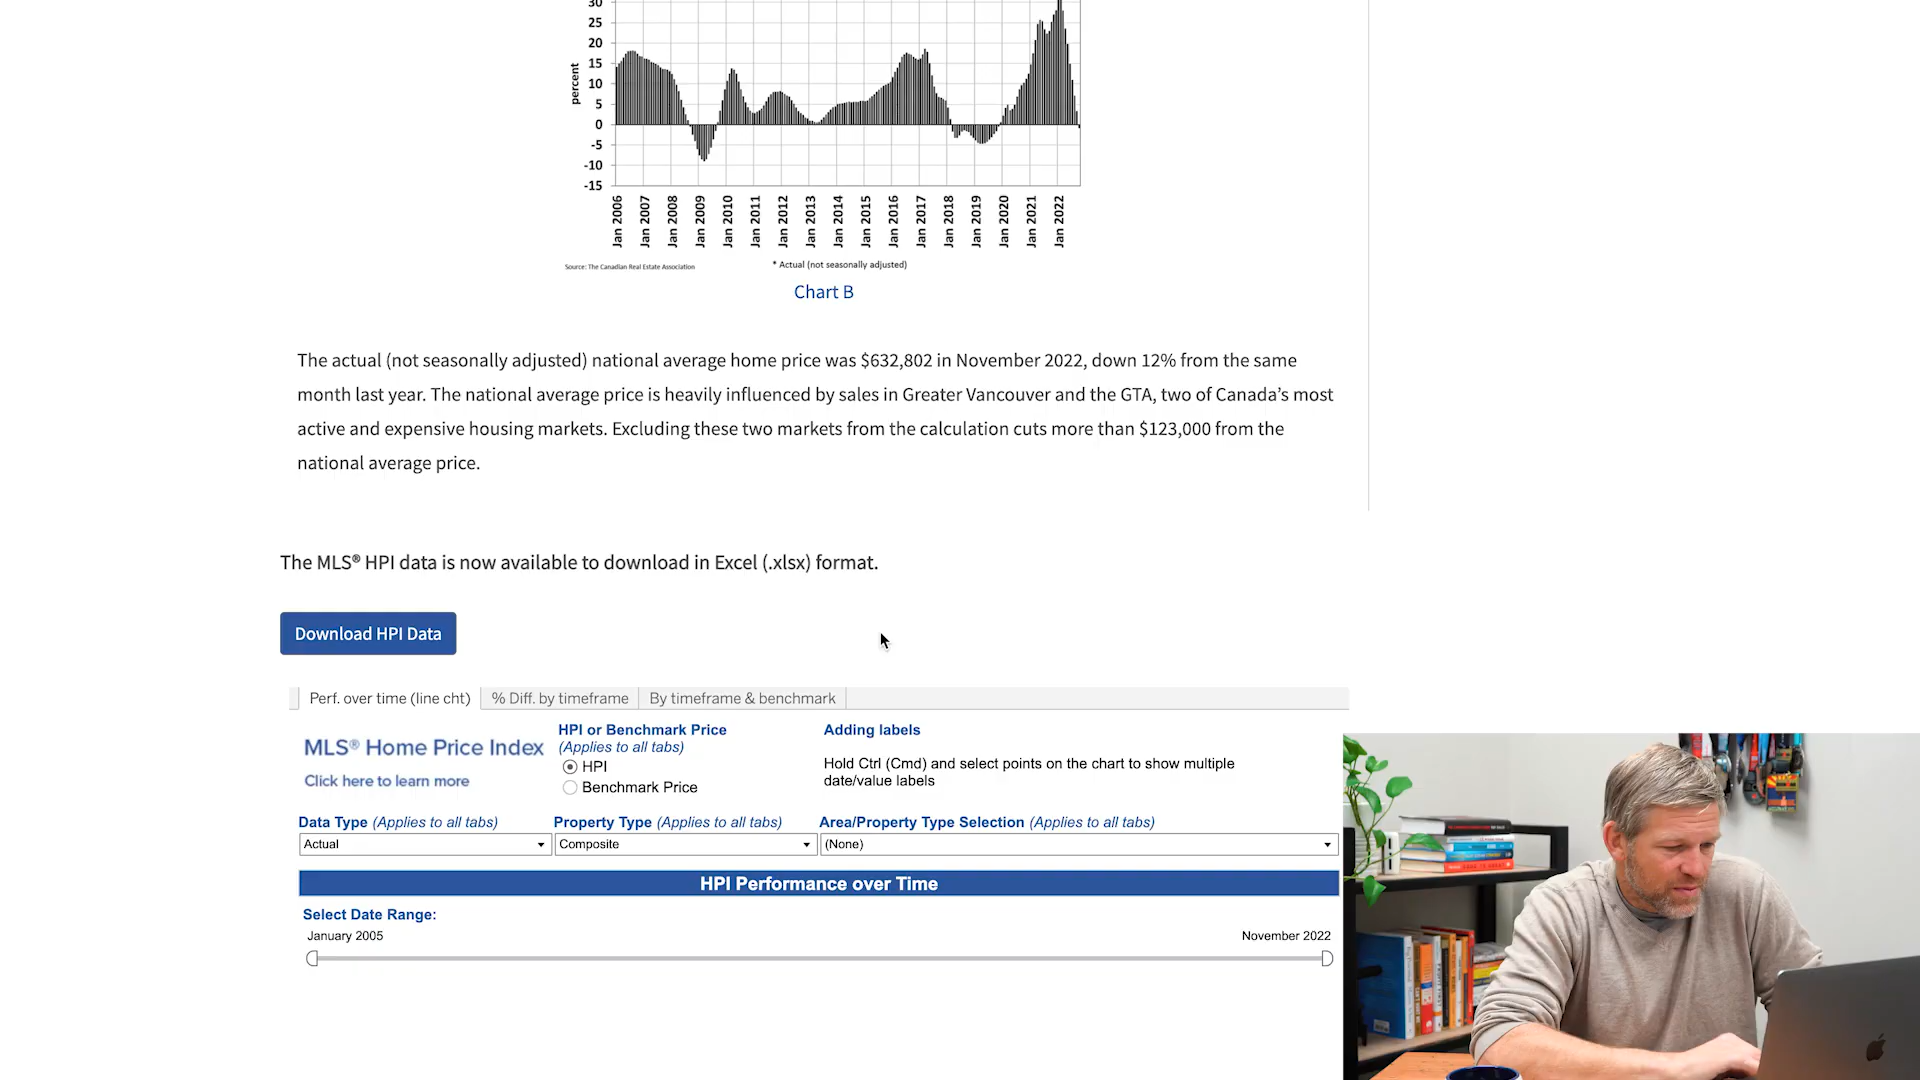 30
25
20
15
10
5
0
-5
-10
-15
percent
Jan 2006
Jan 2007
Jan 2008
Jan 2009
Jan 2010
Jan 2011
Jan 2012
Jan 2013
Jan 2014
Jan 2015
Jan 2016
Jan 2017
Jan 2018
Jan 2019
Jan 2020
Jan 2021
Jan 2022
Source: The Canadian Real Estate Association
* Actual (not seasonally adjusted)
Chart B
The actual (not seasonally adjusted) national average home price was $632,802 in November 2022, down 12% from the same
month last year. The national average price is heavily influenced by sales in Greater Vancouver and the GTA, two of Canada’s most
active and expensive housing markets. Excluding these two markets from the calculation cuts more than $123,000 from the
national average price.
The MLS® HPI data is now available to download in Excel (.xlsx) format.
Download HPI Data
Perf. over time (line cht)
% Diff. by timeframe
By timeframe & benchmark
MLS® Home Price Index
Click here to learn more
HPI or Benchmark Price
(Applies to all tabs)
HPI
Benchmark Price
Adding labels
Hold Ctrl (Cmd) and select points on the chart to show multiple
date/value labels
Data Type (Applies to all tabs)
Actual
Property Type (Applies to all tabs)
Composite
Area/Property Type Selection (Applies to all tabs)
(None)
HPI Performance over Time
Select Date Range:
January 2005
November 2022